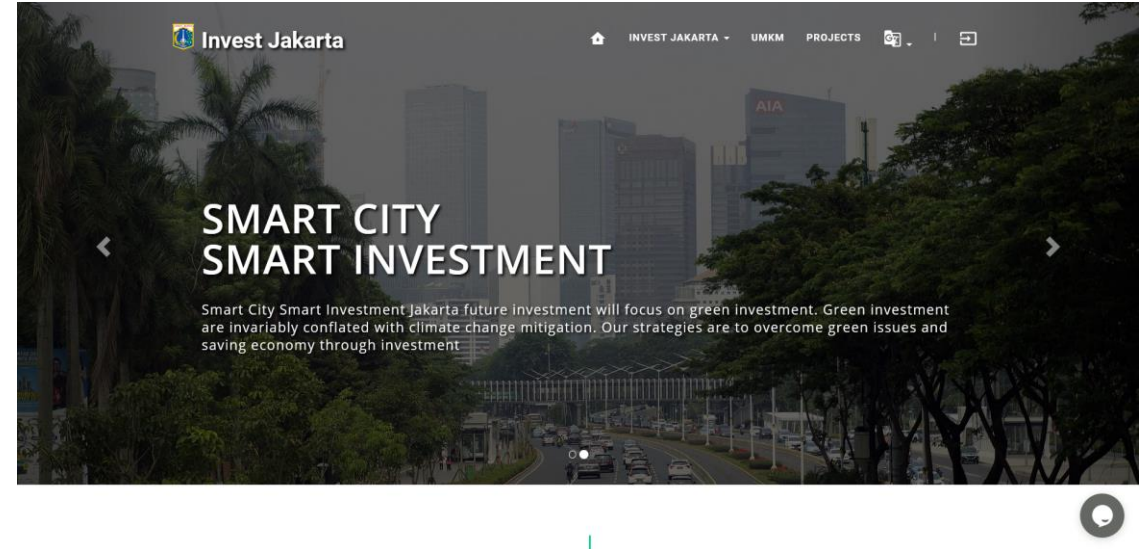 Invest Jakarta
INVEST JAKARTA
UMKM
PROJECTS
AIA
SMART CITY
SMART INVESTMENT
Smart City Smart Investment Jakarta future investment will focus on green investment. Green investment
are invariably conflated with climate change mitigation. Our strategies are to overcome green issues and
saving economy through investment